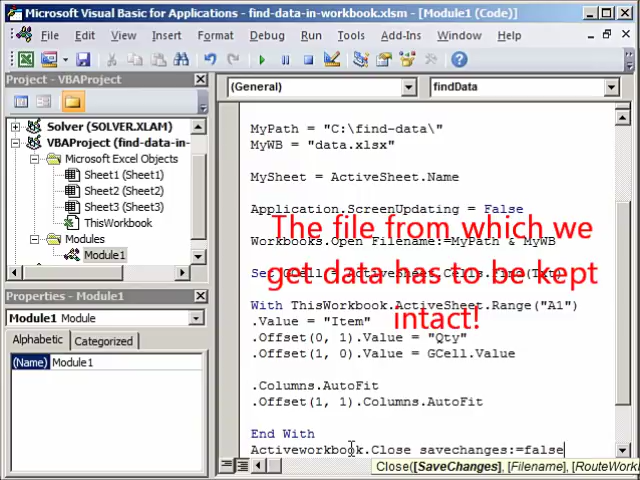 Microsoft Visual Basic for Applications - find-data-in-workbook.xlsm - [Module1 (Code)]
File Edit View Insert Format Debug Run Tools Add-Ins Window Help
Project - VBAProject
Solver (SOLVER.XLAM)
VBAProject (find-data-in-
Microsoft Excel Objects
Sheet1 (Sheet1)
Sheet2 (Sheet2)
Sheet3 (Sheet3)
ThisWorkbook
Modules
Module1
Properties - Module1
Module1 Module
Alphabetic Categorized
(Name) Module1
(General) findData
MyPath = "C:\find-data\"
MyWB = "data.xlsx"
MySheet = ActiveSheet.Name
Application.ScreenUpdating = False
Workbooks.Open Filename:=MyPath & MyWB
Set GCell = ActiveSheet.Cells.Find(Txt)
With ThisWorkbook.ActiveSheet.Range("A1")
.Value = "Item"
.Offset(0, 1).Value = "Qty"
.Offset(1, 0).Value = GCell.Value
.Columns.AutoFit
.Offset(1, 1).Columns.AutoFit
End With
Activeworkbook.Close savechanges:=false
Close([SaveChanges], [Filename], [RouteWork
The file from which we
get data has to be kept
intact!